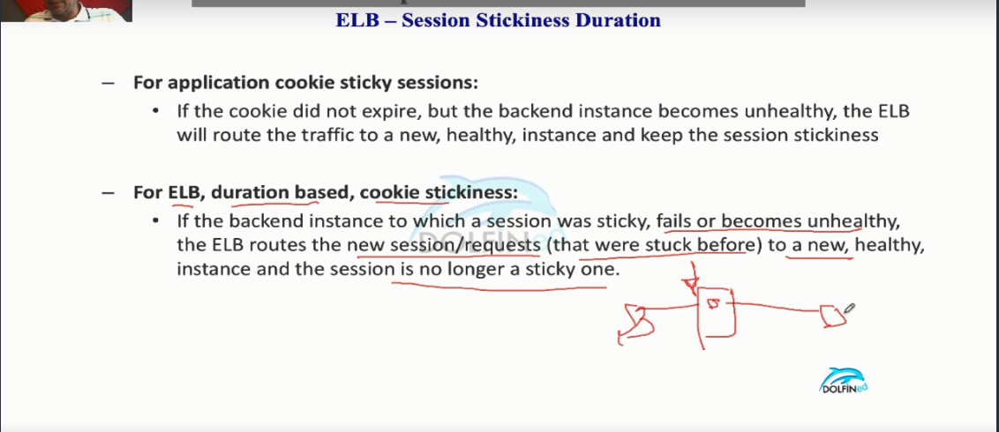 ELB – Session Stickiness Duration
– For application cookie sticky sessions:
• If the cookie did not expire, but the backend instance becomes unhealthy, the ELB
will route the traffic to a new, healthy, instance and keep the session stickiness
– For ELB, duration based, cookie stickiness:
• If the backend instance to which a session was sticky, fails or becomes unhealthy,
the ELB routes the new session/requests (that were stuck before) to a new, healthy,
instance and the session is no longer a sticky one.
DOLFINed
DOLFINed